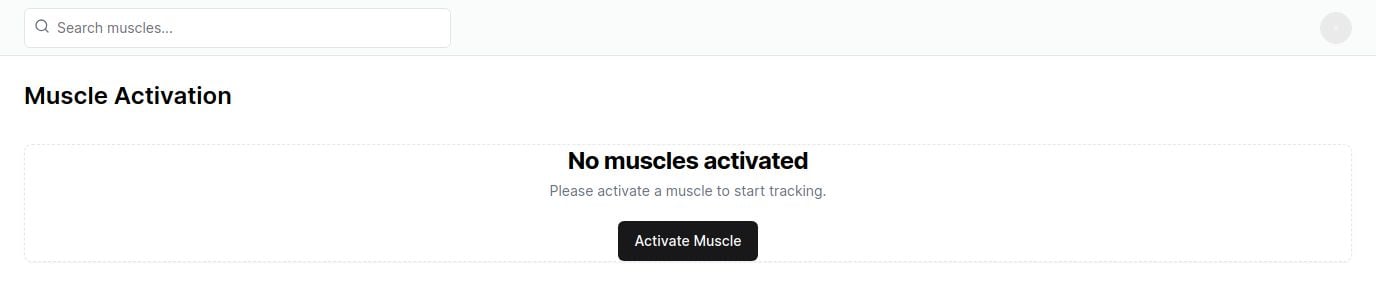 Search muscles...
Muscle Activation
No muscles activated
Please activate a muscle to start tracking.
Activate Muscle